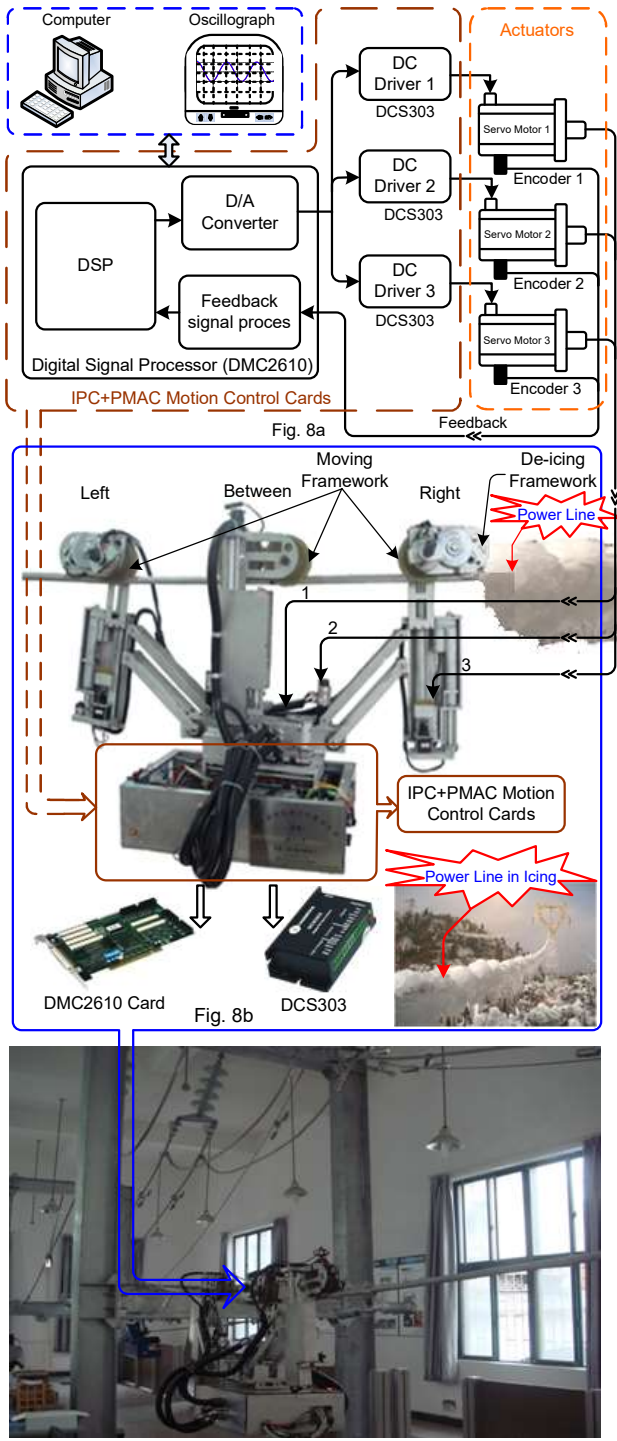 Computer
Oscillograph
Actuators
DC
Driver 1
DCS303
Servo Motor 1
Encoder 1
D/A
Converter
DC
Driver 2
DCS303
Servo Motor 2
Encoder 2
DSP
Feedback
signal proces
DC
Driver 3
DCS303
Servo Motor 3
Encoder 3
Digital Signal Processor (DMC2610)
IPC+PMAC Motion Control Cards
Feedback
Fig. 8a
Left
Between
Moving
Framework
Right
De-icing
Framework
Power Line
1
2
3
IPC+PMAC Motion
Control Cards
Power Line in Icing
DMC2610 Card
DCS303
Fig. 8b